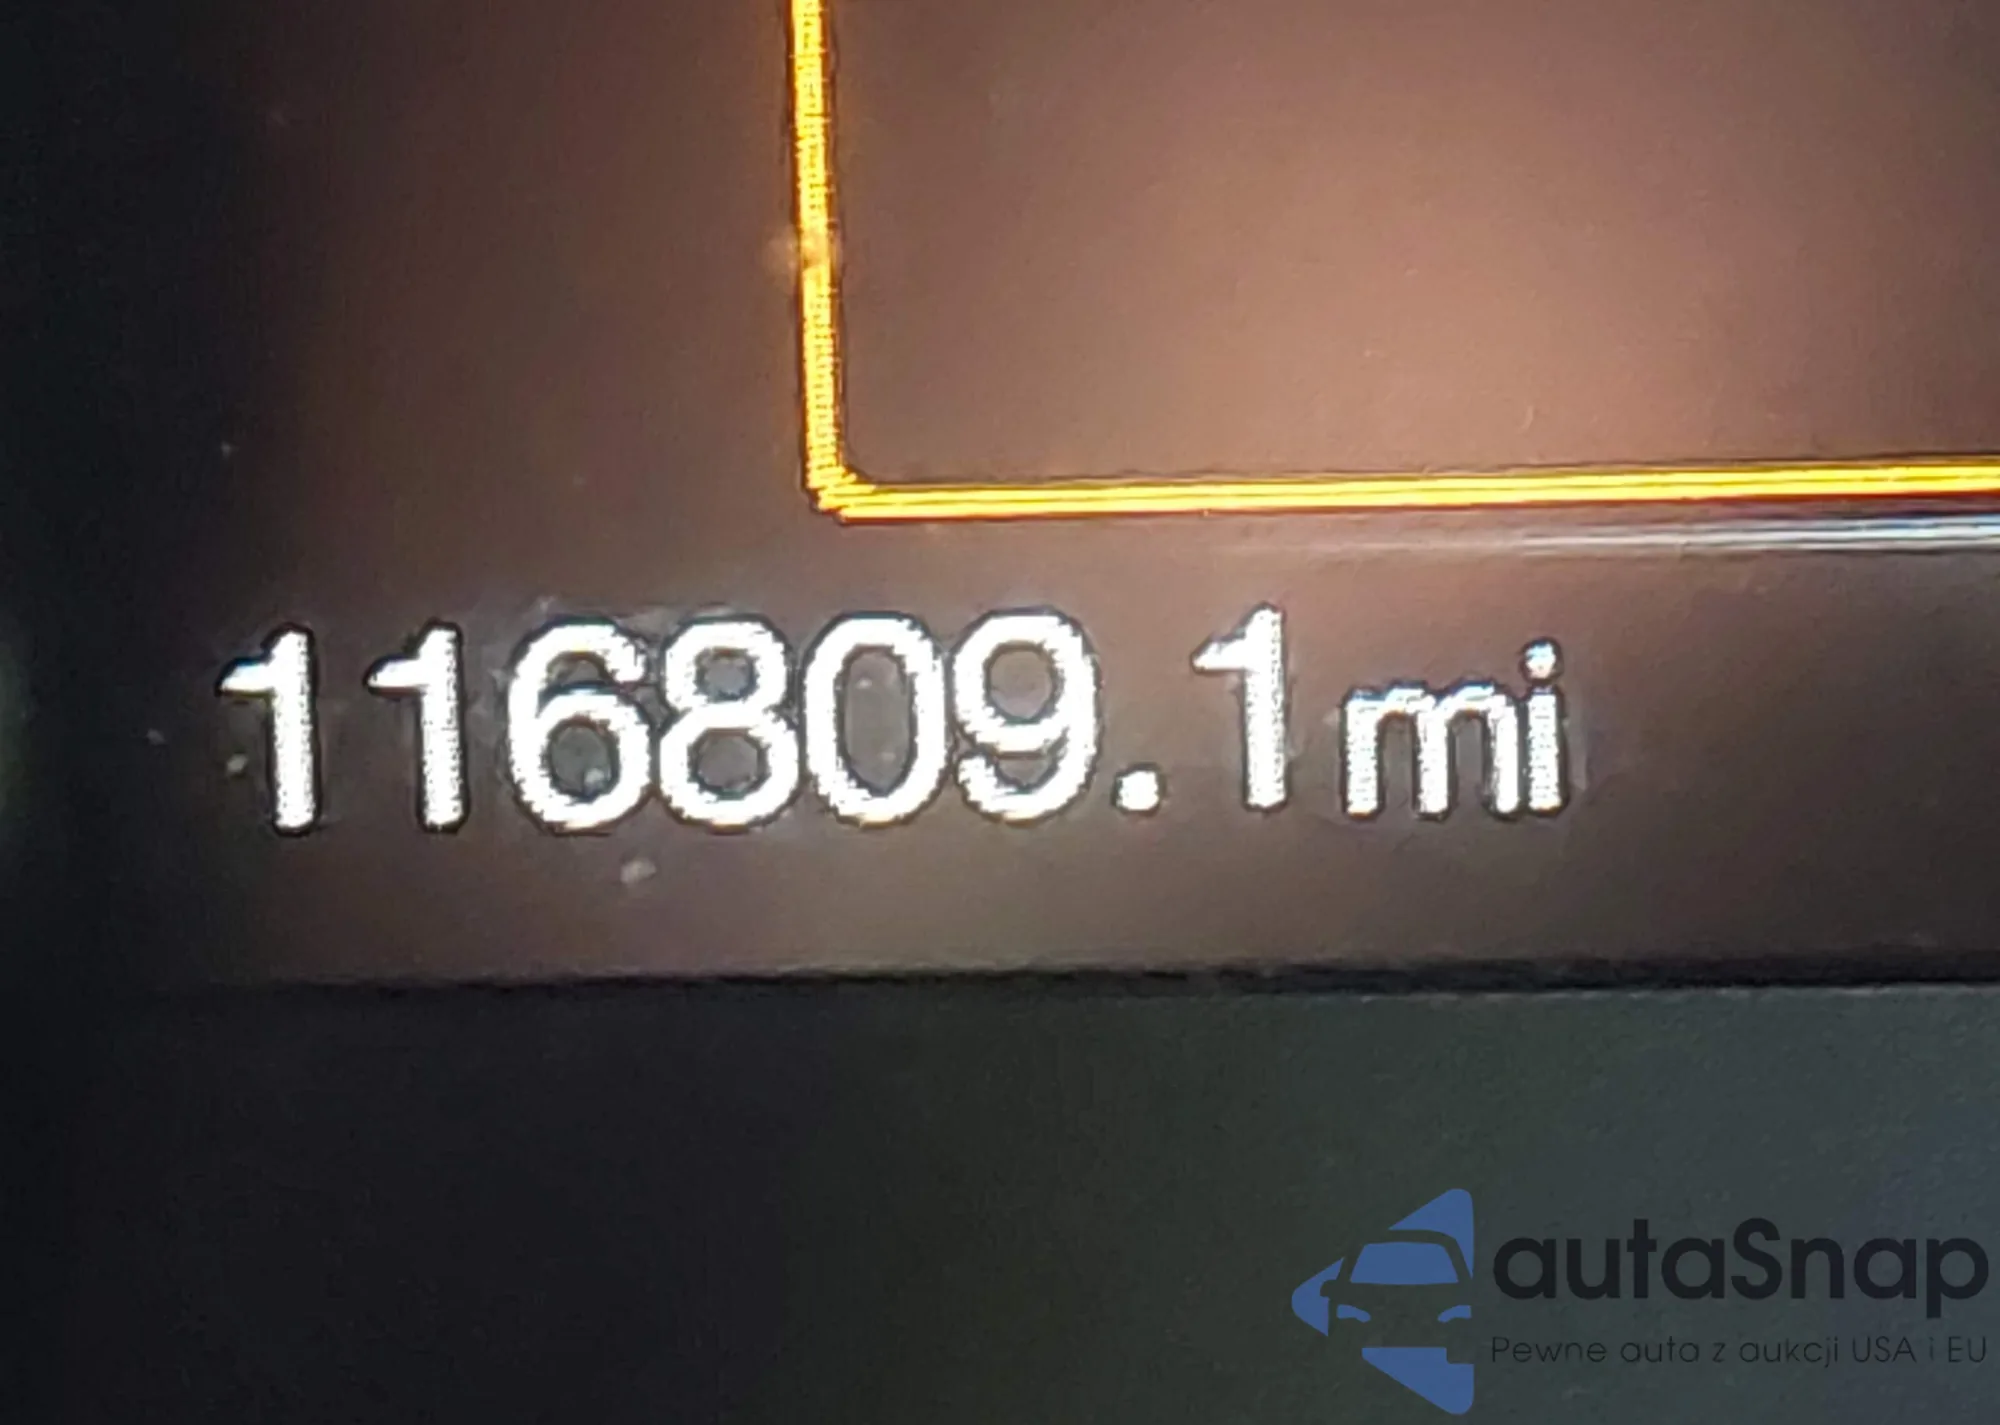 116809.1mi
autaSnap
Pewne auta z aukcji USA i EU